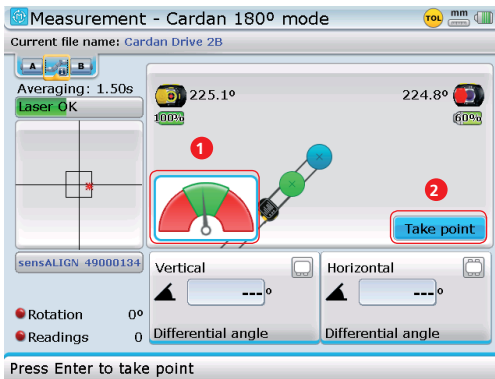 Measurement - Cardan 180º mode
TOL mm
Current file name: Cardan Drive 2B
A B
Averaging: 1.50s
Laser OK
225.1º
224.8º
100%
60%
1
2
Take point
sensALIGN 49000134
Vertical
Horizontal
---º
---º
Rotation 0º
Readings 0
Differential angle
Differential angle
Press Enter to take point